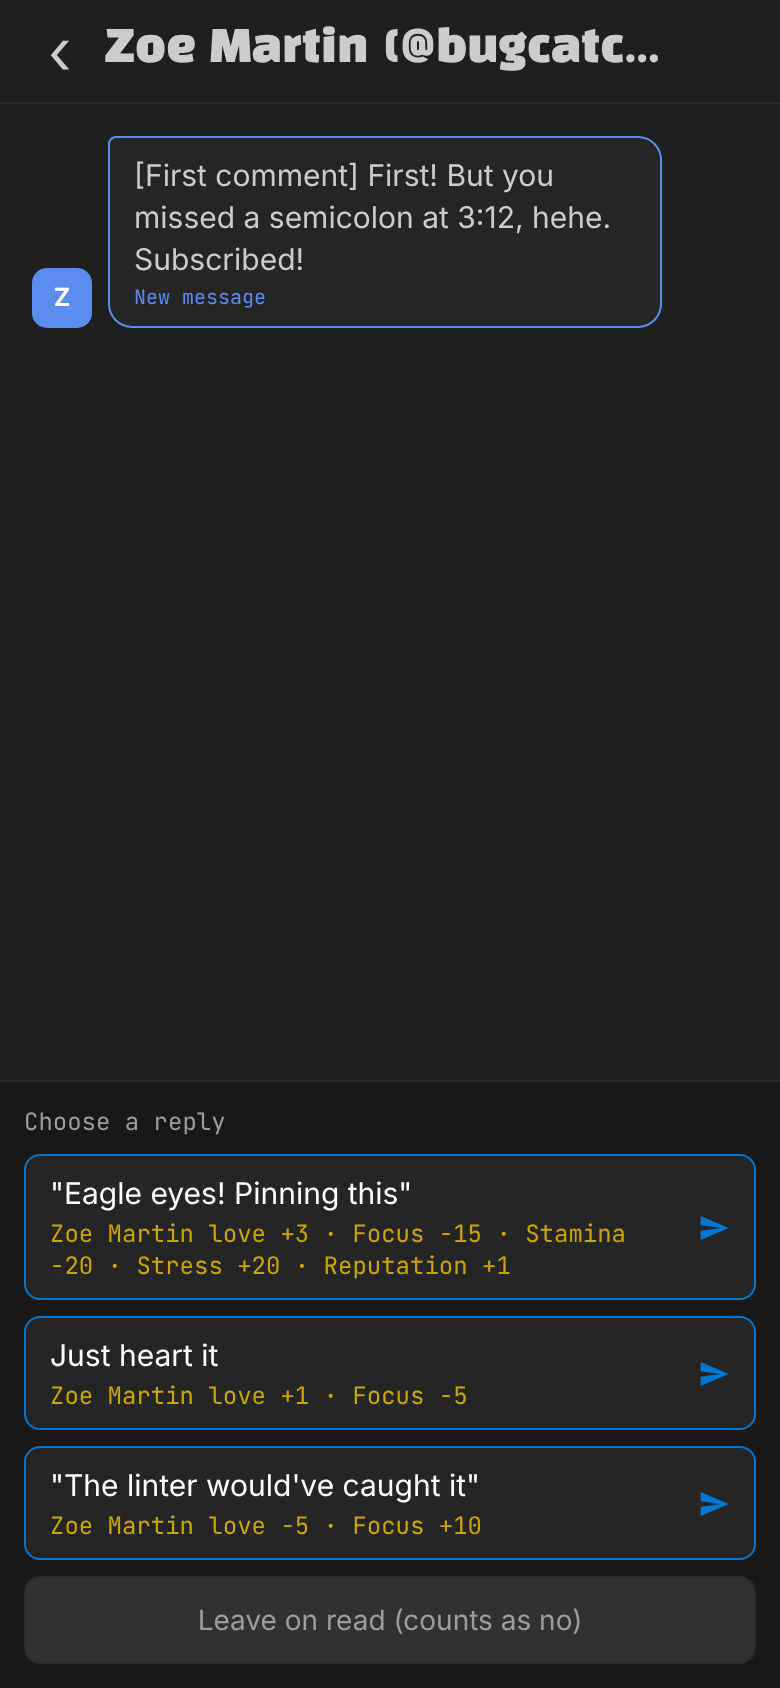 Zoe Martin (@bugcatc...
[First comment] First! But you
missed a semicolon at 3:12, hehe.
Subscribed!
New message
Z
Choose a reply
"Eagle eyes! Pinning this"
Zoe Martin love +3 · Focus -15 · Stamina
-20 · Stress +20 · Reputation +1
Just heart it
Zoe Martin love +1 · Focus -5
"The linter would've caught it"
Zoe Martin love -5 · Focus +10
Leave on read (counts as no)